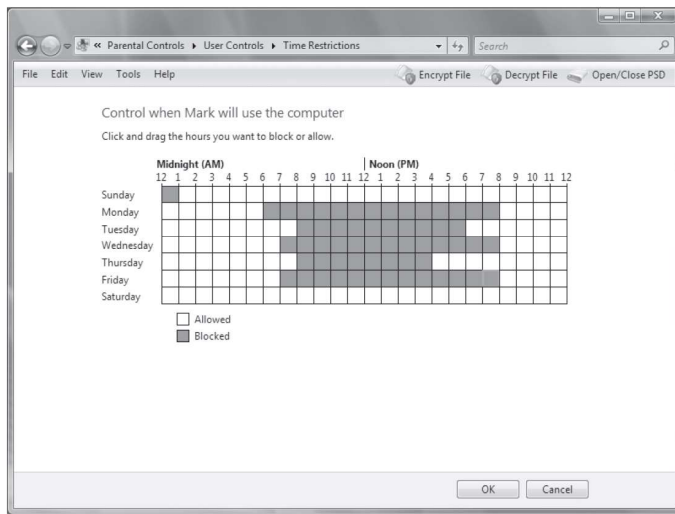 « Parental Controls ▸ User Controls ▸ Time Restrictions Search
File Edit View Tools Help Encrypt File Decrypt File Open/Close PSD
Control when Mark will use the computer
Click and drag the hours you want to block or allow.
Midnight (AM) Noon (PM)
12 1 2 3 4 5 6 7 8 9 10 11 12 1 2 3 4 5 6 7 8 9 10 11 12
Sunday
Monday
Tuesday
Wednesday
Thursday
Friday
Saturday
Allowed
Blocked
OK Cancel